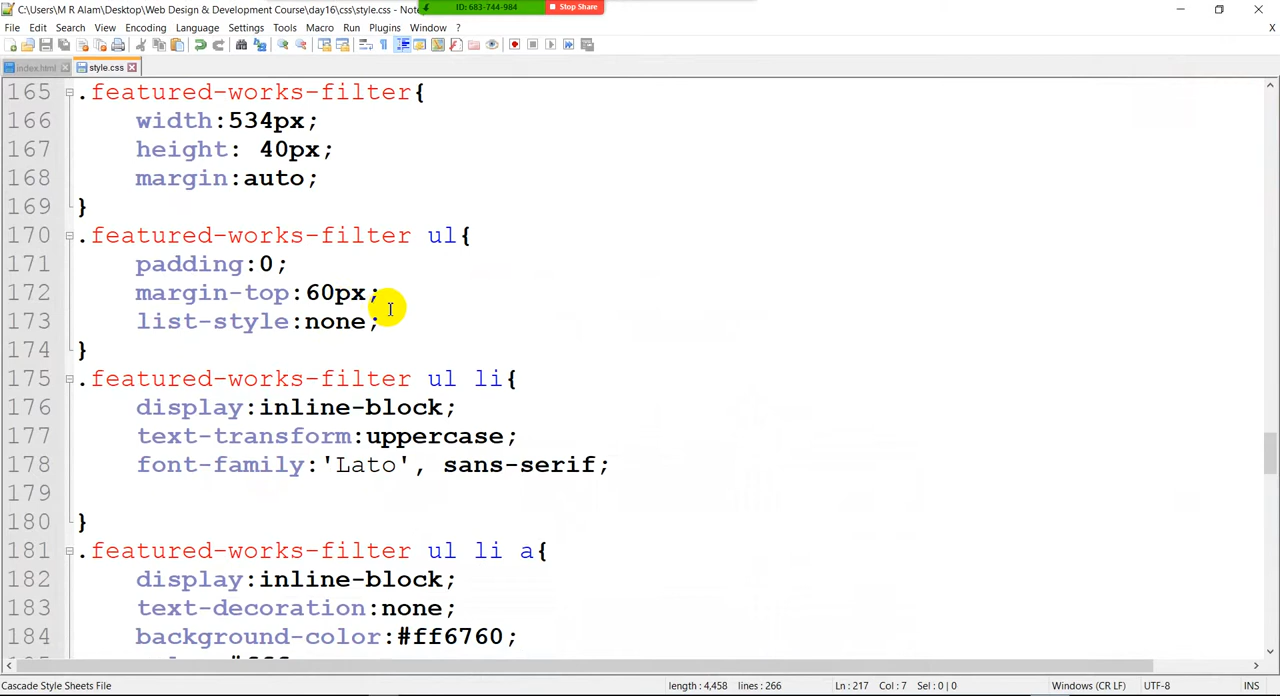 C:\Users\M R Alam\Desktop\Web Design & Development Course\day16\css\style.css - Not
ID: 683-744-984
Stop Share
File Edit Search View Encoding Language Settings Tools Macro Run Plugins Window ?
X
index.html
style.css
165 .featured-works-filter{
166 width:534px;
167 height: 40px;
168 margin:auto;
169 }
170 .featured-works-filter ul{
171 padding:0;
172 margin-top:60px;
173 list-style:none;
174 }
175 .featured-works-filter ul li{
176 display:inline-block;
177 text-transform:uppercase;
178 font-family:'Lato', sans-serif;
179
180 }
181 .featured-works-filter ul li a{
182 display:inline-block;
183 text-decoration:none;
184 background-color:#ff6760;
Cascade Style Sheets File length : 4,458 lines : 266 Ln : 217 Col : 7 Sel : 0 | 0 Windows (CR LF) UTF-8 INS